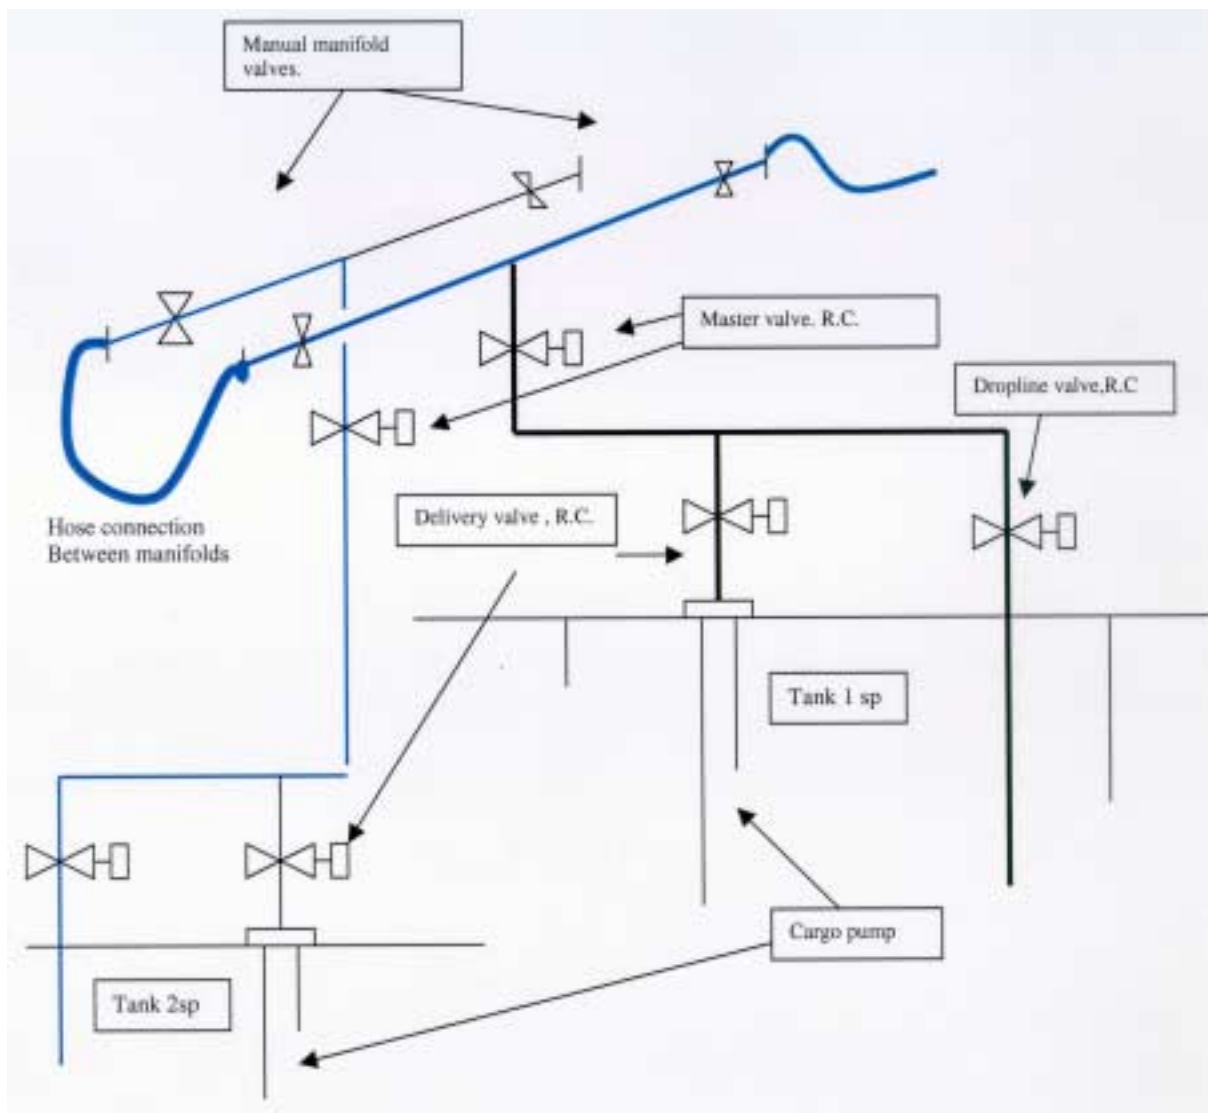 Manual manifold
valves.
Master valve. R.C.
Dropline valve,R.C
Delivery valve , R.C.
Hose connection
Between manifolds
Tank 1 sp
Cargo pump
Tank 2sp